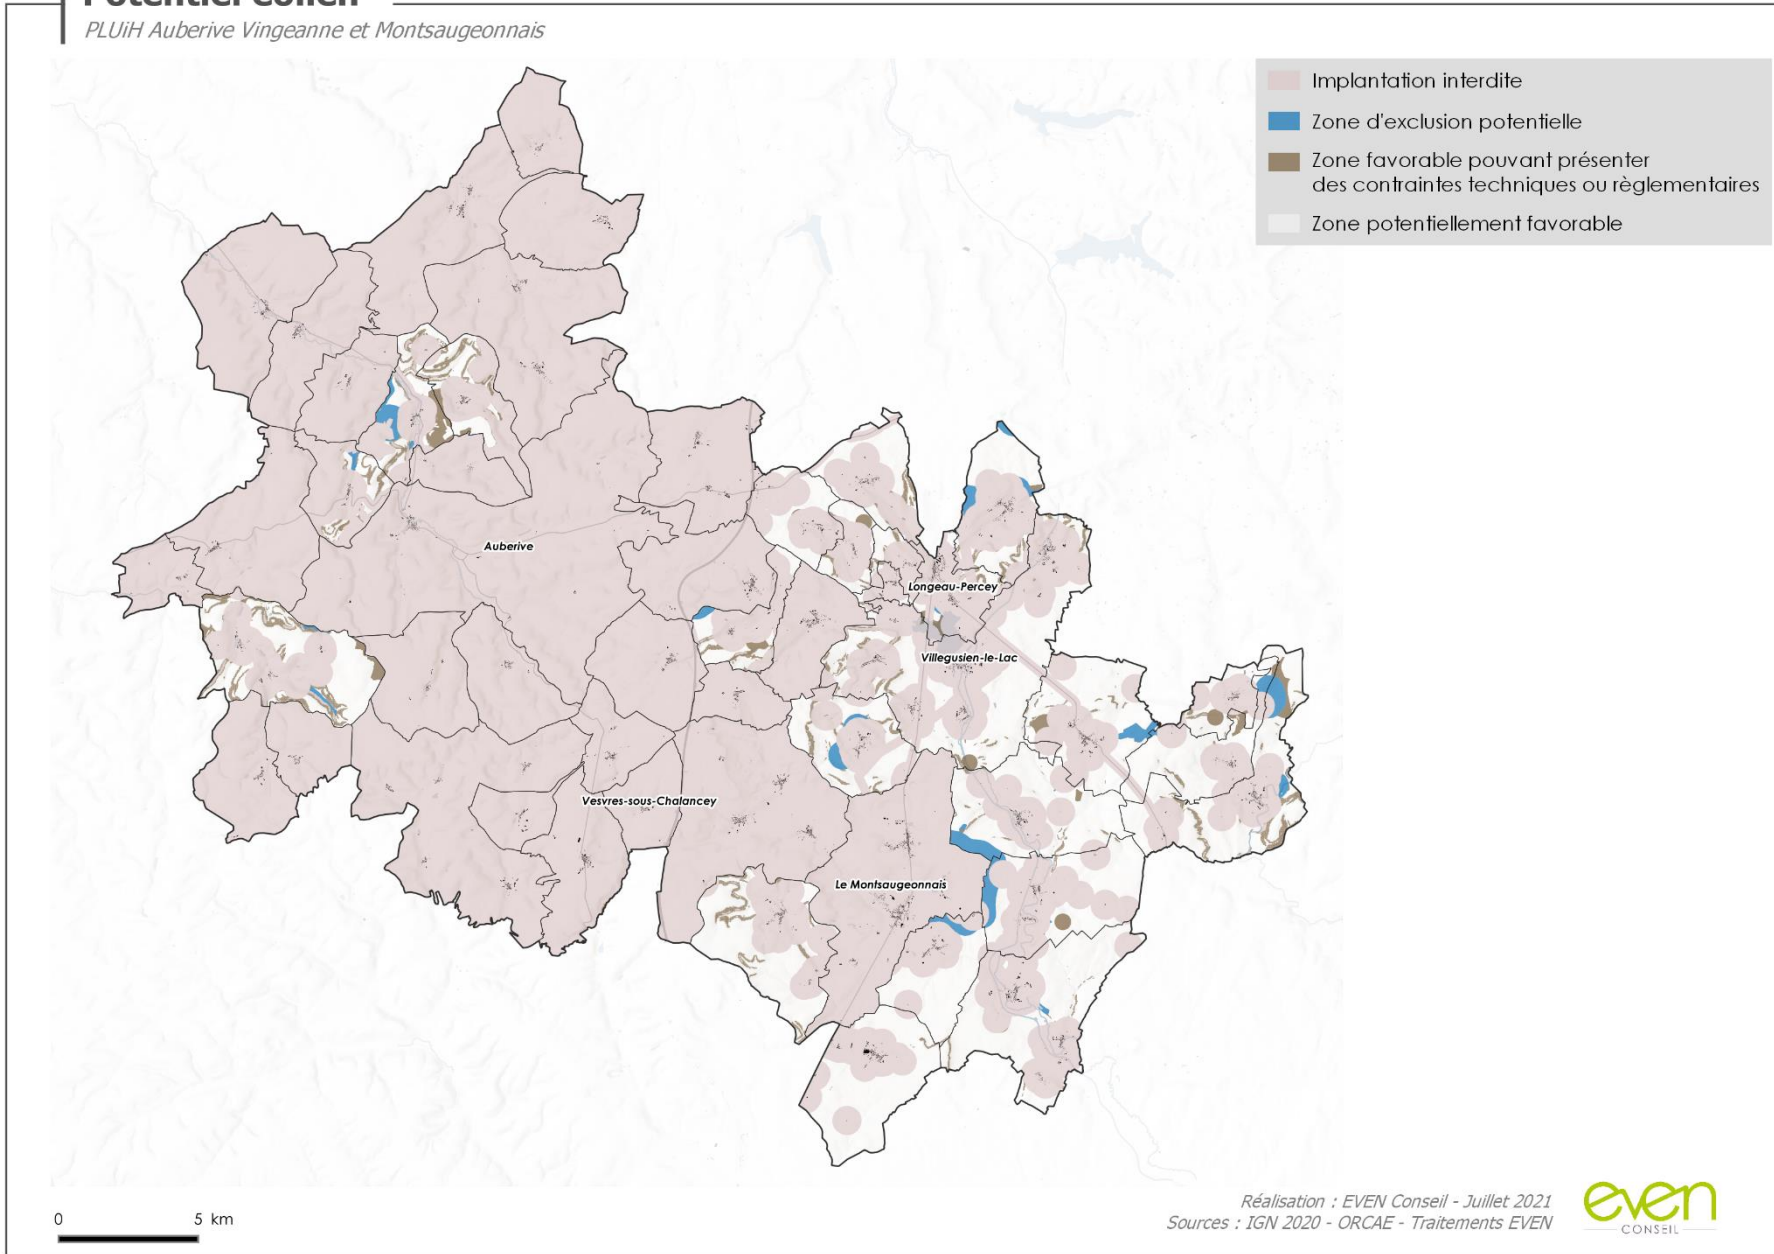 Potentiel éolien
PLUiH Auberive Vingeanne et Montsaugeonnais
Implantation interdite
Zone d'exclusion potentielle
Zone favorable pouvant présenter
des contraintes techniques ou règlementaires
Zone potentiellement favorable
Auberive
Longeau-Percey
Villegusien-le-Lac
Vesvres-sous-Chalancey
Le Montsaugeonnais
0 5 km
Réalisation : EVEN Conseil - Juillet 2021
Sources : IGN 2020 - ORCAE - Traitements EVEN
even
CONSEIL